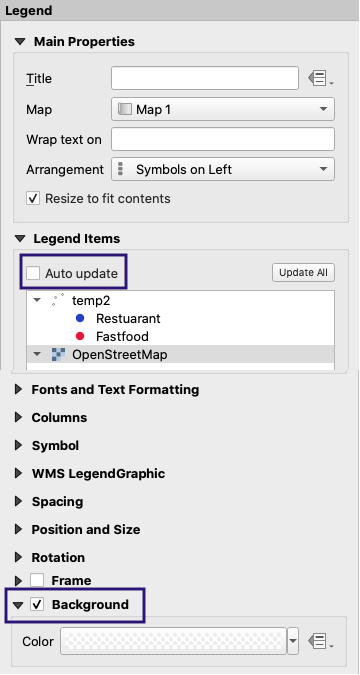 Legend
Main Properties
Title
Map Map 1
Wrap text on
Arrangement Symbols on Left
Resize to fit contents
Legend Items
Auto update Update All
temp2
Restuarant
Fastfood
OpenStreetMap
Fonts and Text Formatting
Columns
Symbol
WMS LegendGraphic
Spacing
Position and Size
Rotation
Frame
Background
Color